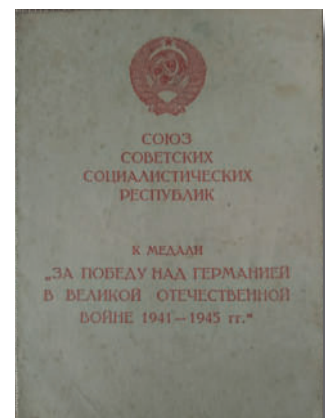 СОЮЗ
СОВЕТСКИХ
СОЦИАЛИСТИЧЕСКИХ
РЕСПУБЛИК
К МЕДАЛИ
„ЗА ПОБЕДУ НАД ГЕРМАНИЕЙ
В ВЕЛИКОЙ ОТЕЧЕСТВЕННОЙ
ВОЙНЕ 1941—1945 гг.“